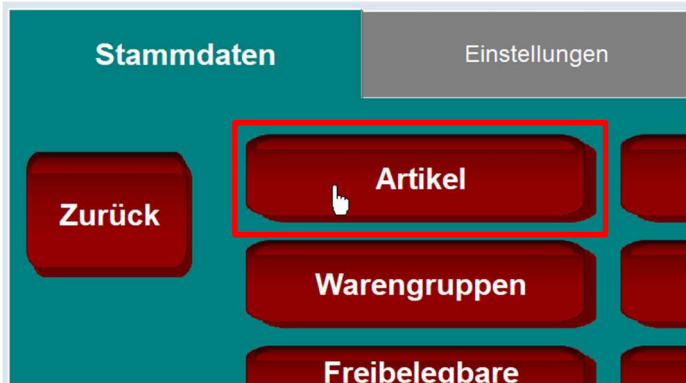 Stammdaten
Einstellungen
Artikel
Zurück
Warengruppen
Freibelegbare